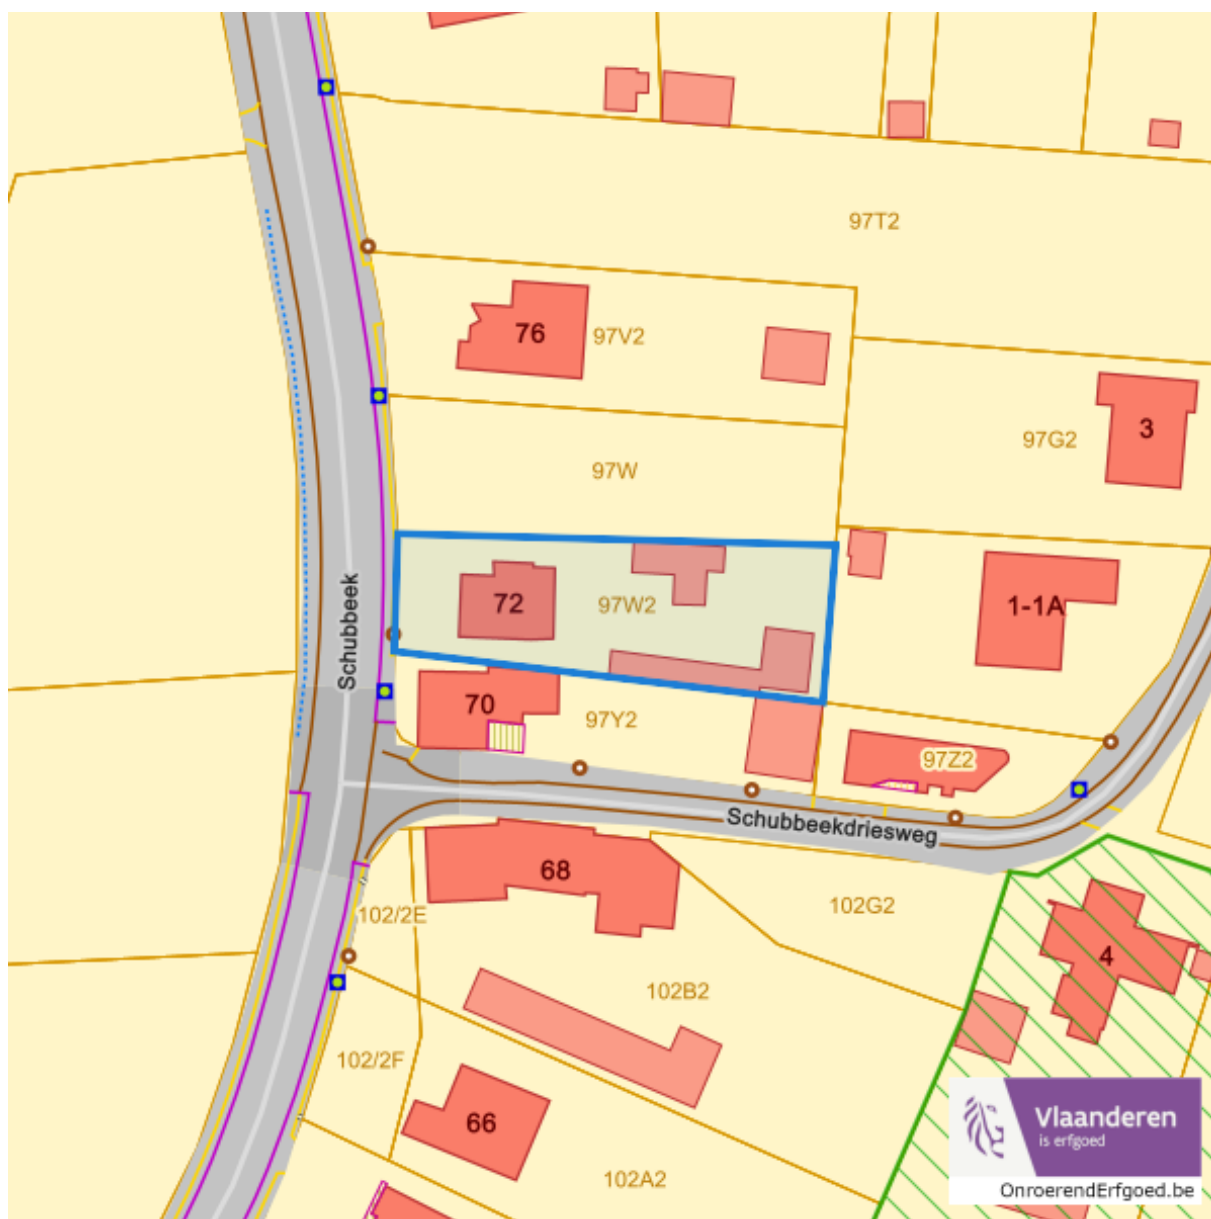 97T2
76
97V2
3
97G2
97W
Schubbeek
72
97W2
1-1A
70
97Y2
97Z2
Schubbeekdriesweg
68
102/2E
102G2
4
102B2
102/2F
66
102A2
Vlaanderen
is erfgoed
OnroerendErfgoed.be